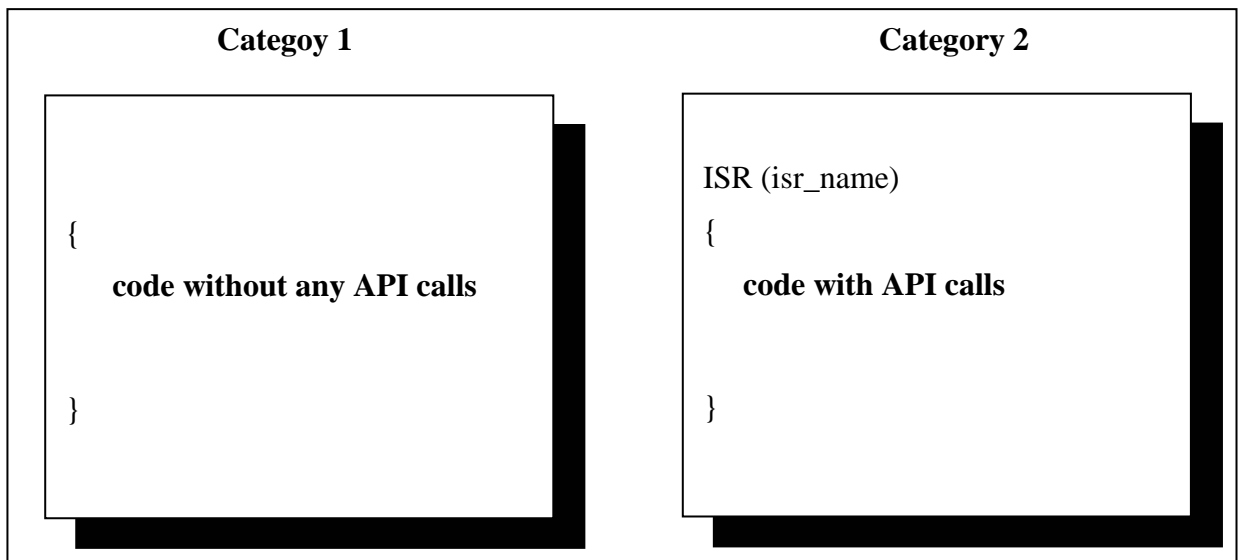 Categoy 1
{
code without any API calls
}
Category 2
ISR (isr_name)
{
code with API calls
}